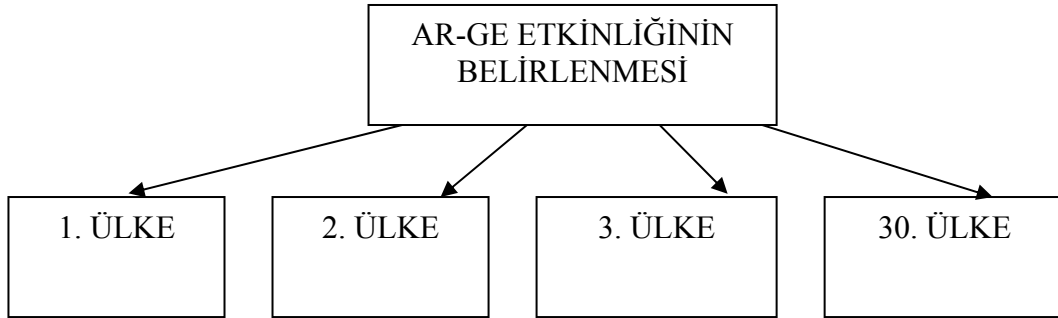 AR-GE ETKİNLİĞİNİN
BELİRLENMESİ
1. ÜLKE
2. ÜLKE
3. ÜLKE
30. ÜLKE